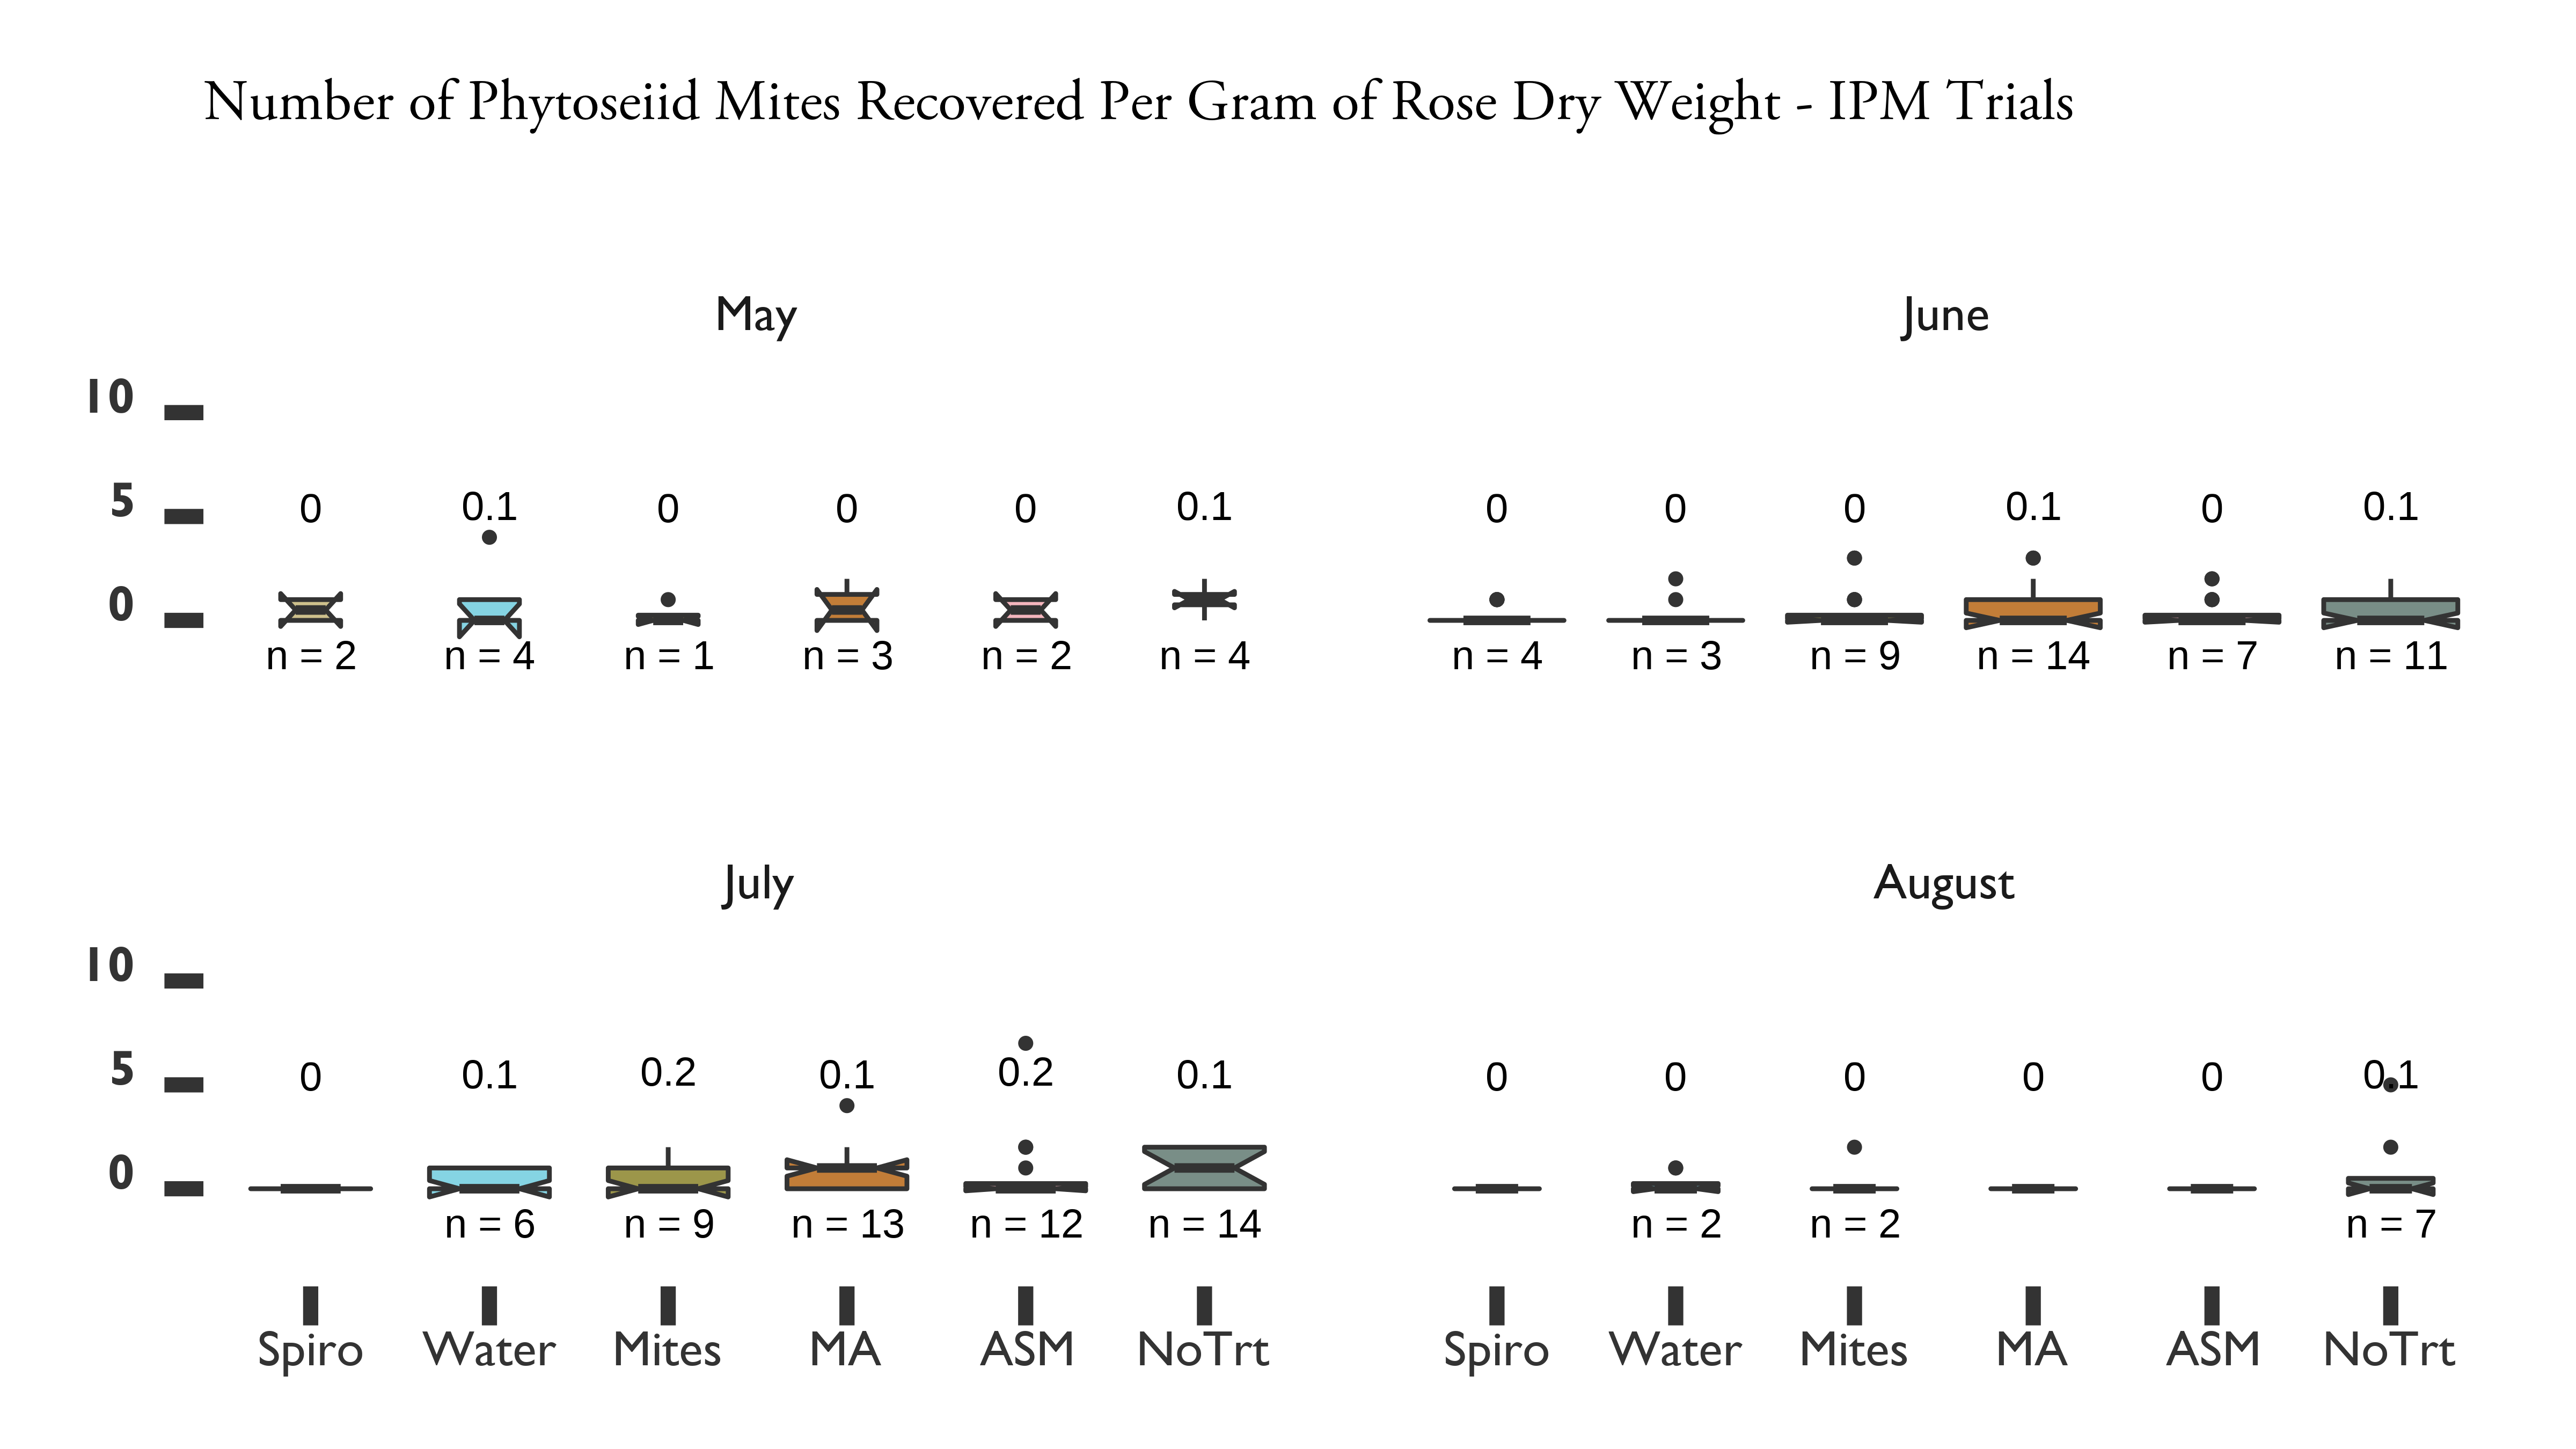 Number of Phytoseiid Mites Recovered Per Gram of Rose Dry Weight - IPM Trials
May
10
5
0
0 0.1 0 0 0 0.1
n = 2 n = 4 n = 1 n = 3 n = 2 n = 4
June
0 0 0 0.1 0 0.1
n = 4 n = 3 n = 9 n = 14 n = 7 n = 11
July
10
5
0
0 0.1 0.2 0.1 0.2 0.1
n = 6 n = 9 n = 13 n = 12 n = 14
Spiro Water Mites MA ASM NoTrt
August
0 0 0 0 0 0.1
n = 2 n = 2 n = 7
Spiro Water Mites MA ASM NoTrt